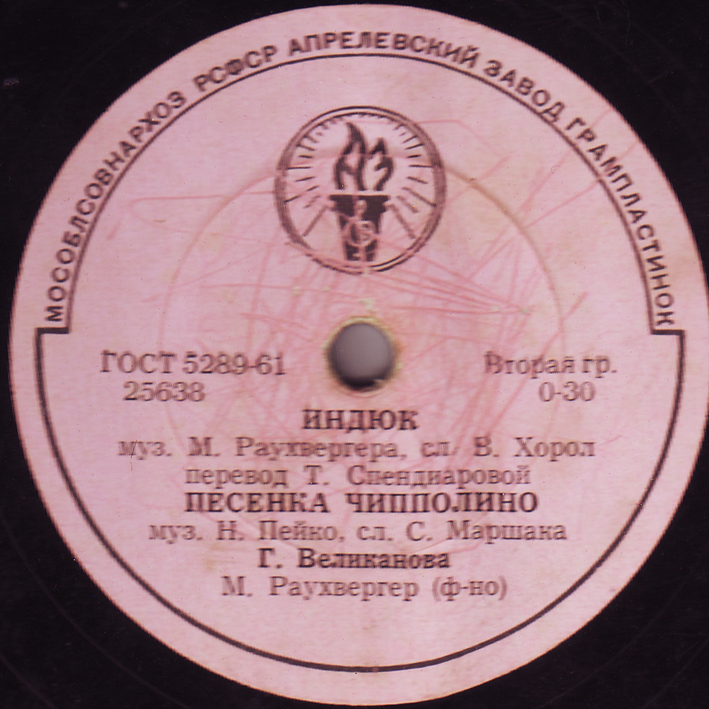 МОСОБЛСОВНАРХОЗ РСФСР АПРЕЛЕВСКИЙ ЗАВОД ГРАМПЛАСТИНОК
АЗ
ГОСТ 5289-61 Вторая гр.
25638 0-30
ИНДЮК
муз. М. Раухвергера, сл. В. Хорол
перевод Т. Спендиаровой
ПЕСЕНКА ЧИППОЛИНО
муз. Н. Пейко, сл. С. Маршака
Г. Великанова
М. Раухвергер (ф-но)